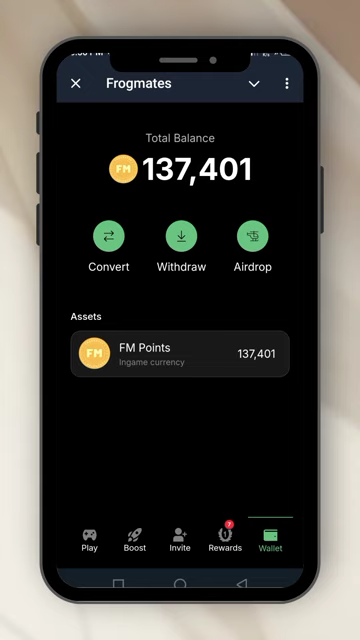 Frogmates
Total Balance
FM 137,401
Convert
Withdraw
Airdrop
Assets
FM
FM Points
Ingame currency
137,401
7
Play
Boost
Invite
Rewards
Wallet